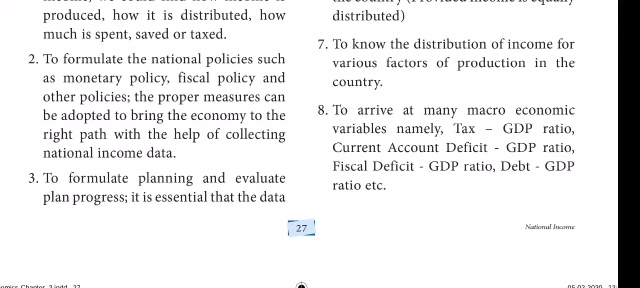 produced, how it is distributed, how
much is spent, saved or taxed.
2. To formulate the national policies such
as monetary policy, fiscal policy and
other policies; the proper measures can
be adopted to bring the economy to the
right path with the help of collecting
national income data.
3. To formulate planning and evaluate
plan progress; it is essential that the data
distributed)
7. To know the distribution of income for
various factors of production in the
country.
8. To arrive at many macro economic
variables namely, Tax – GDP ratio,
Current Account Deficit - GDP ratio,
Fiscal Deficit - GDP ratio, Debt - GDP
ratio etc.
27
National Income